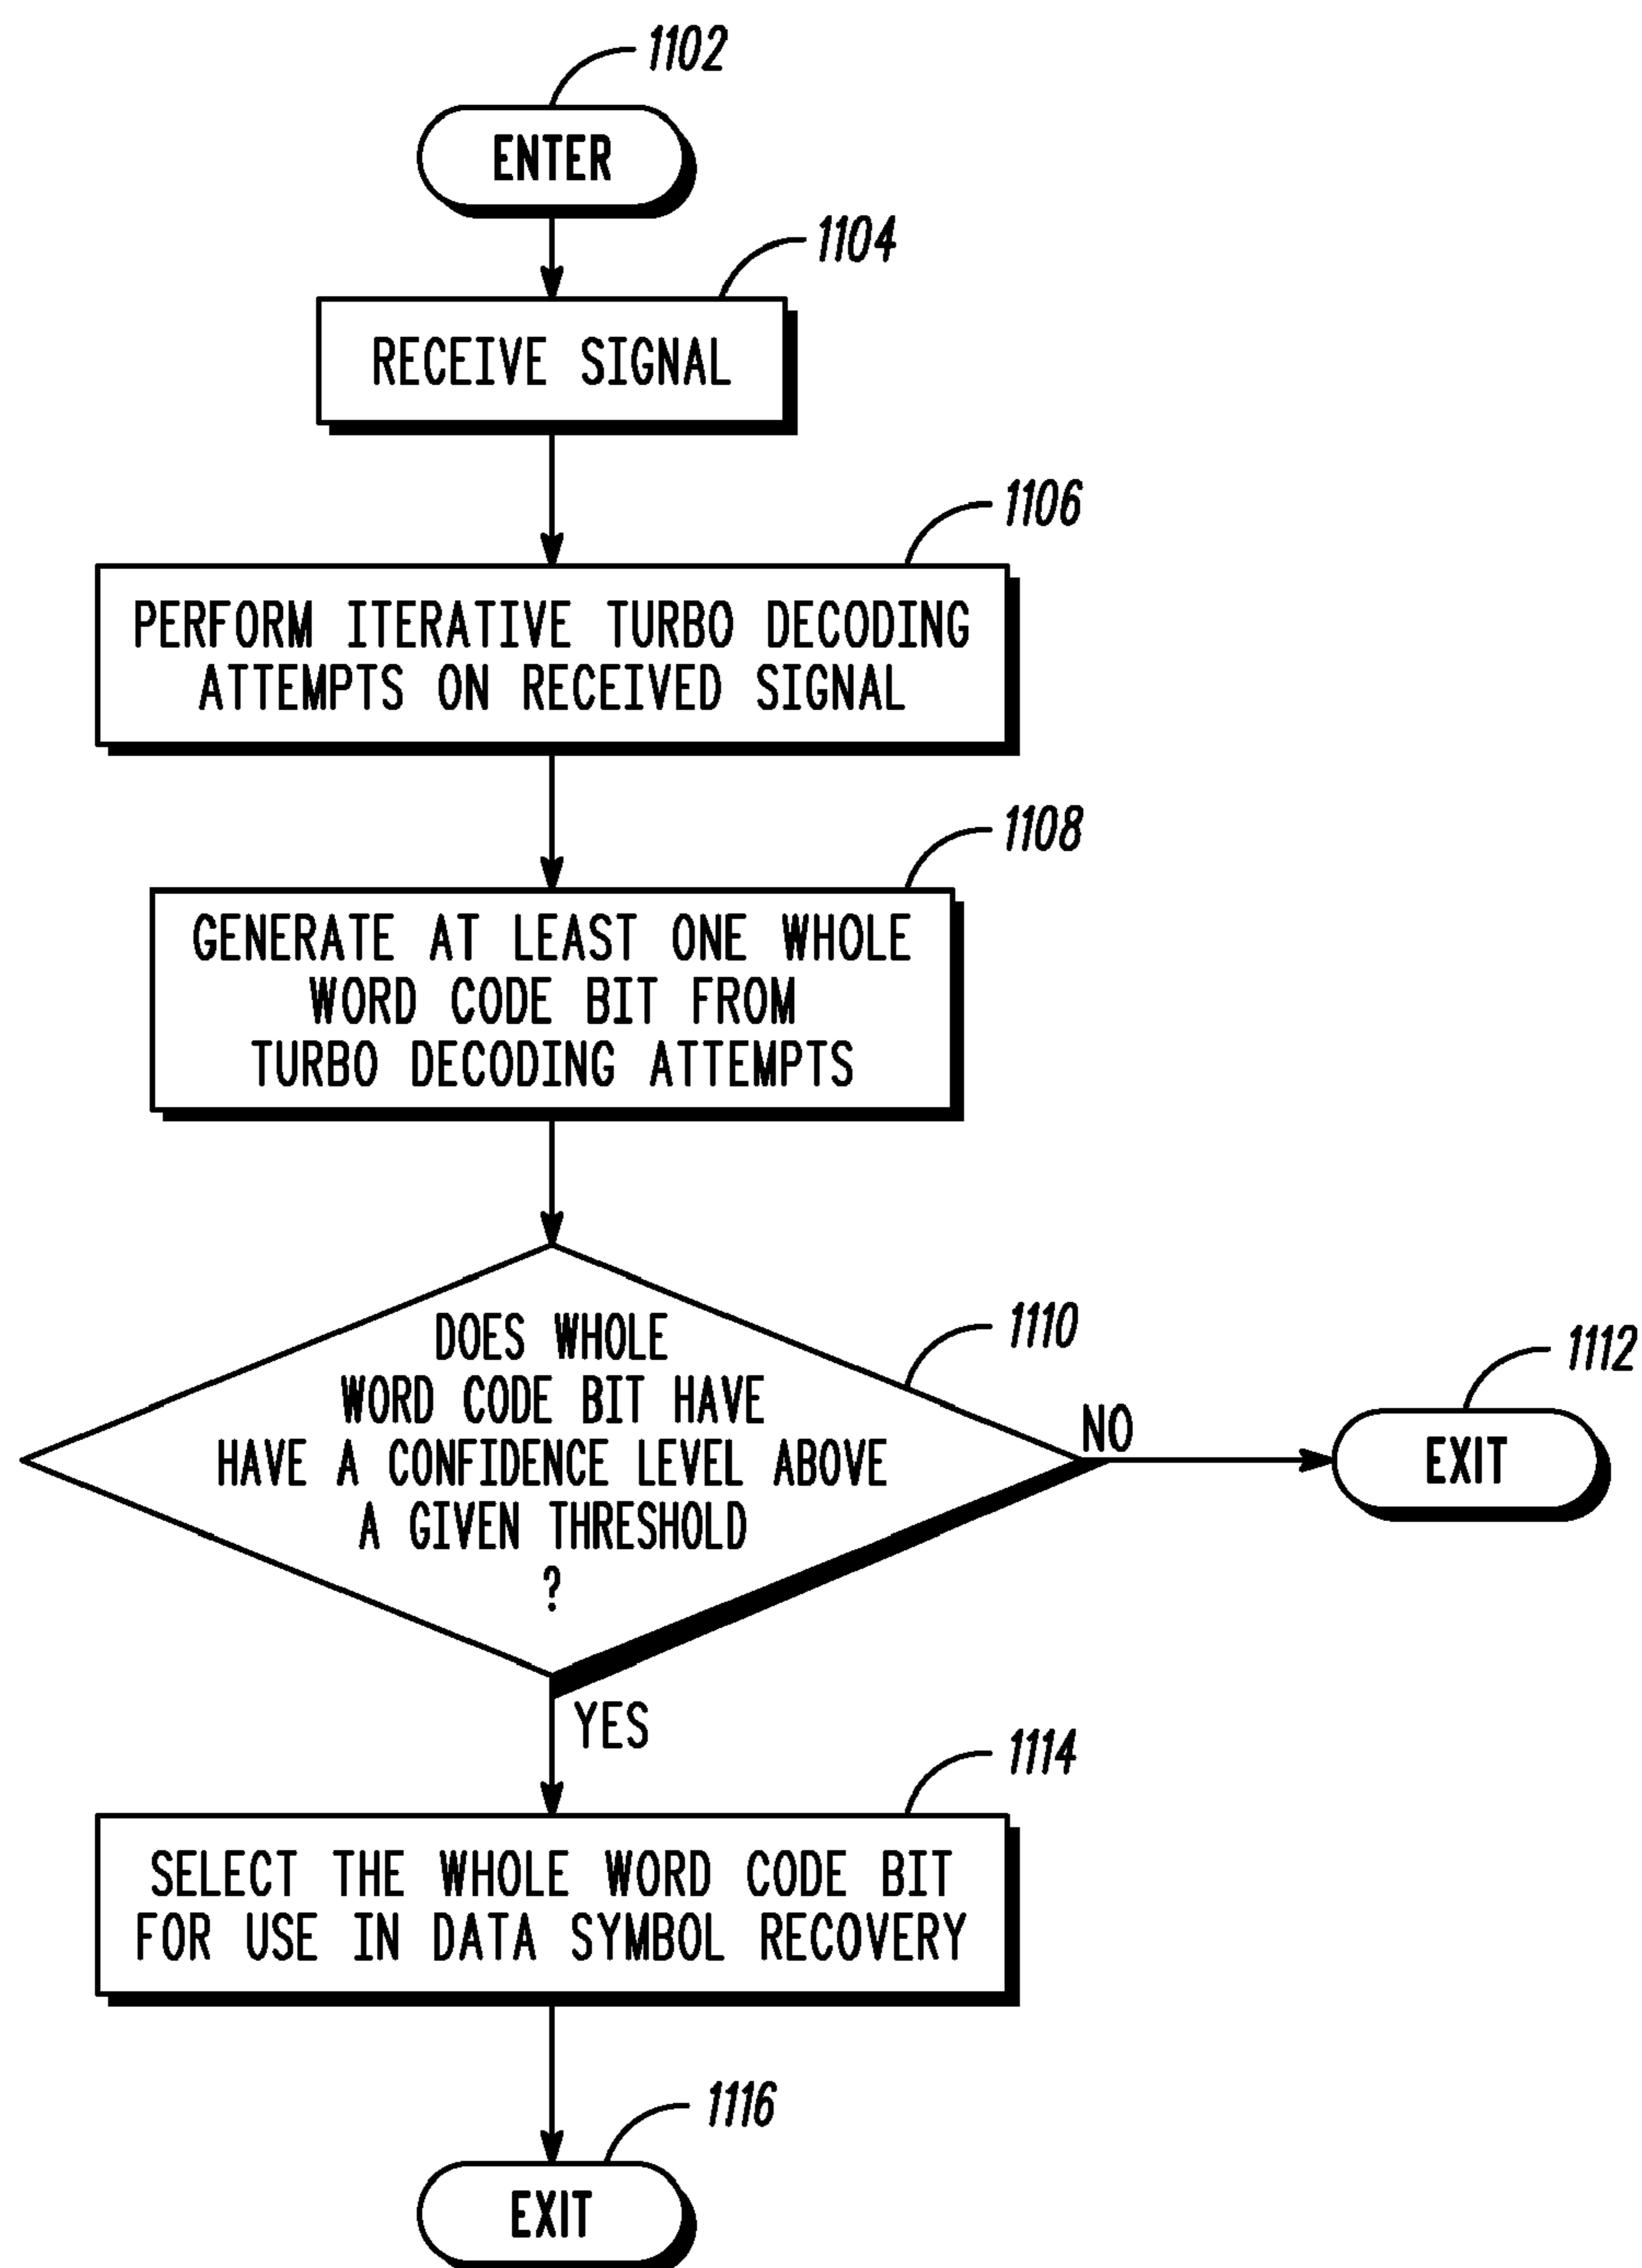 1102
ENTER
1104
RECEIVE SIGNAL
1106
PERFORM ITERATIVE TURBO DECODING
ATTEMPTS ON RECEIVED SIGNAL
1108
GENERATE AT LEAST ONE WHOLE
WORD CODE BIT FROM
TURBO DECODING ATTEMPTS
1110
DOES WHOLE
WORD CODE BIT HAVE
HAVE A CONFIDENCE LEVEL ABOVE
A GIVEN THRESHOLD
?
NO
1112
EXIT
YES
1114
SELECT THE WHOLE WORD CODE BIT
FOR USE IN DATA SYMBOL RECOVERY
1116
EXIT